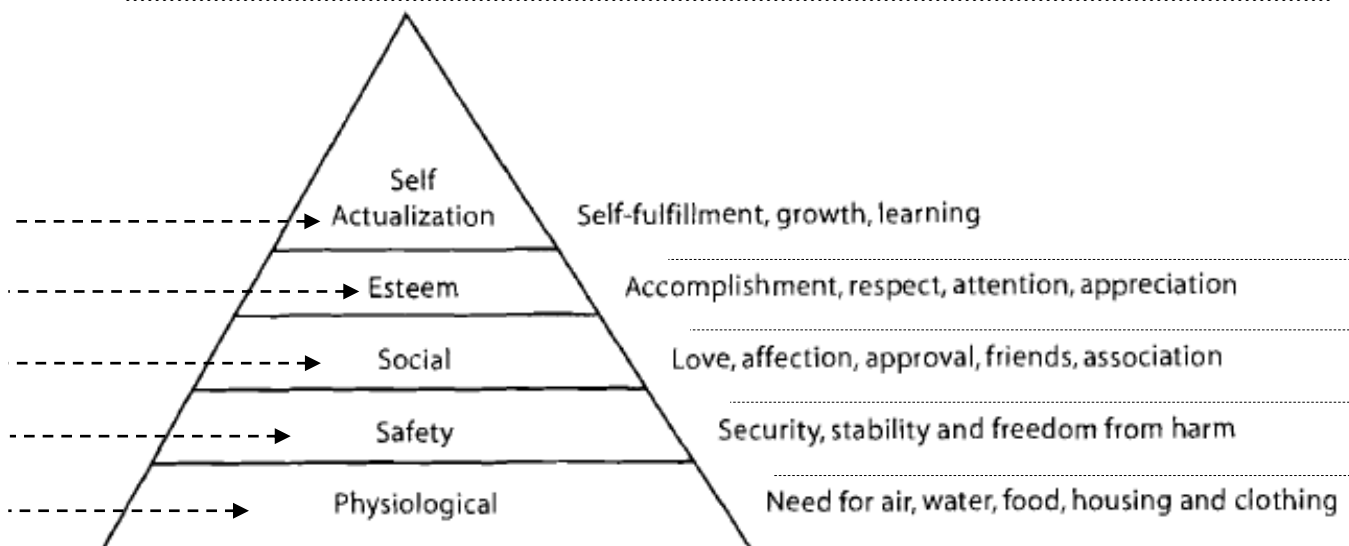 Self
Actualization
Self-fulfillment, growth, learning
Esteem
Accomplishment, respect, attention, appreciation
Social
Love, affection, approval, friends, association
Safety
Security, stability and freedom from harm
Physiological
Need for air, water, food, housing and clothing